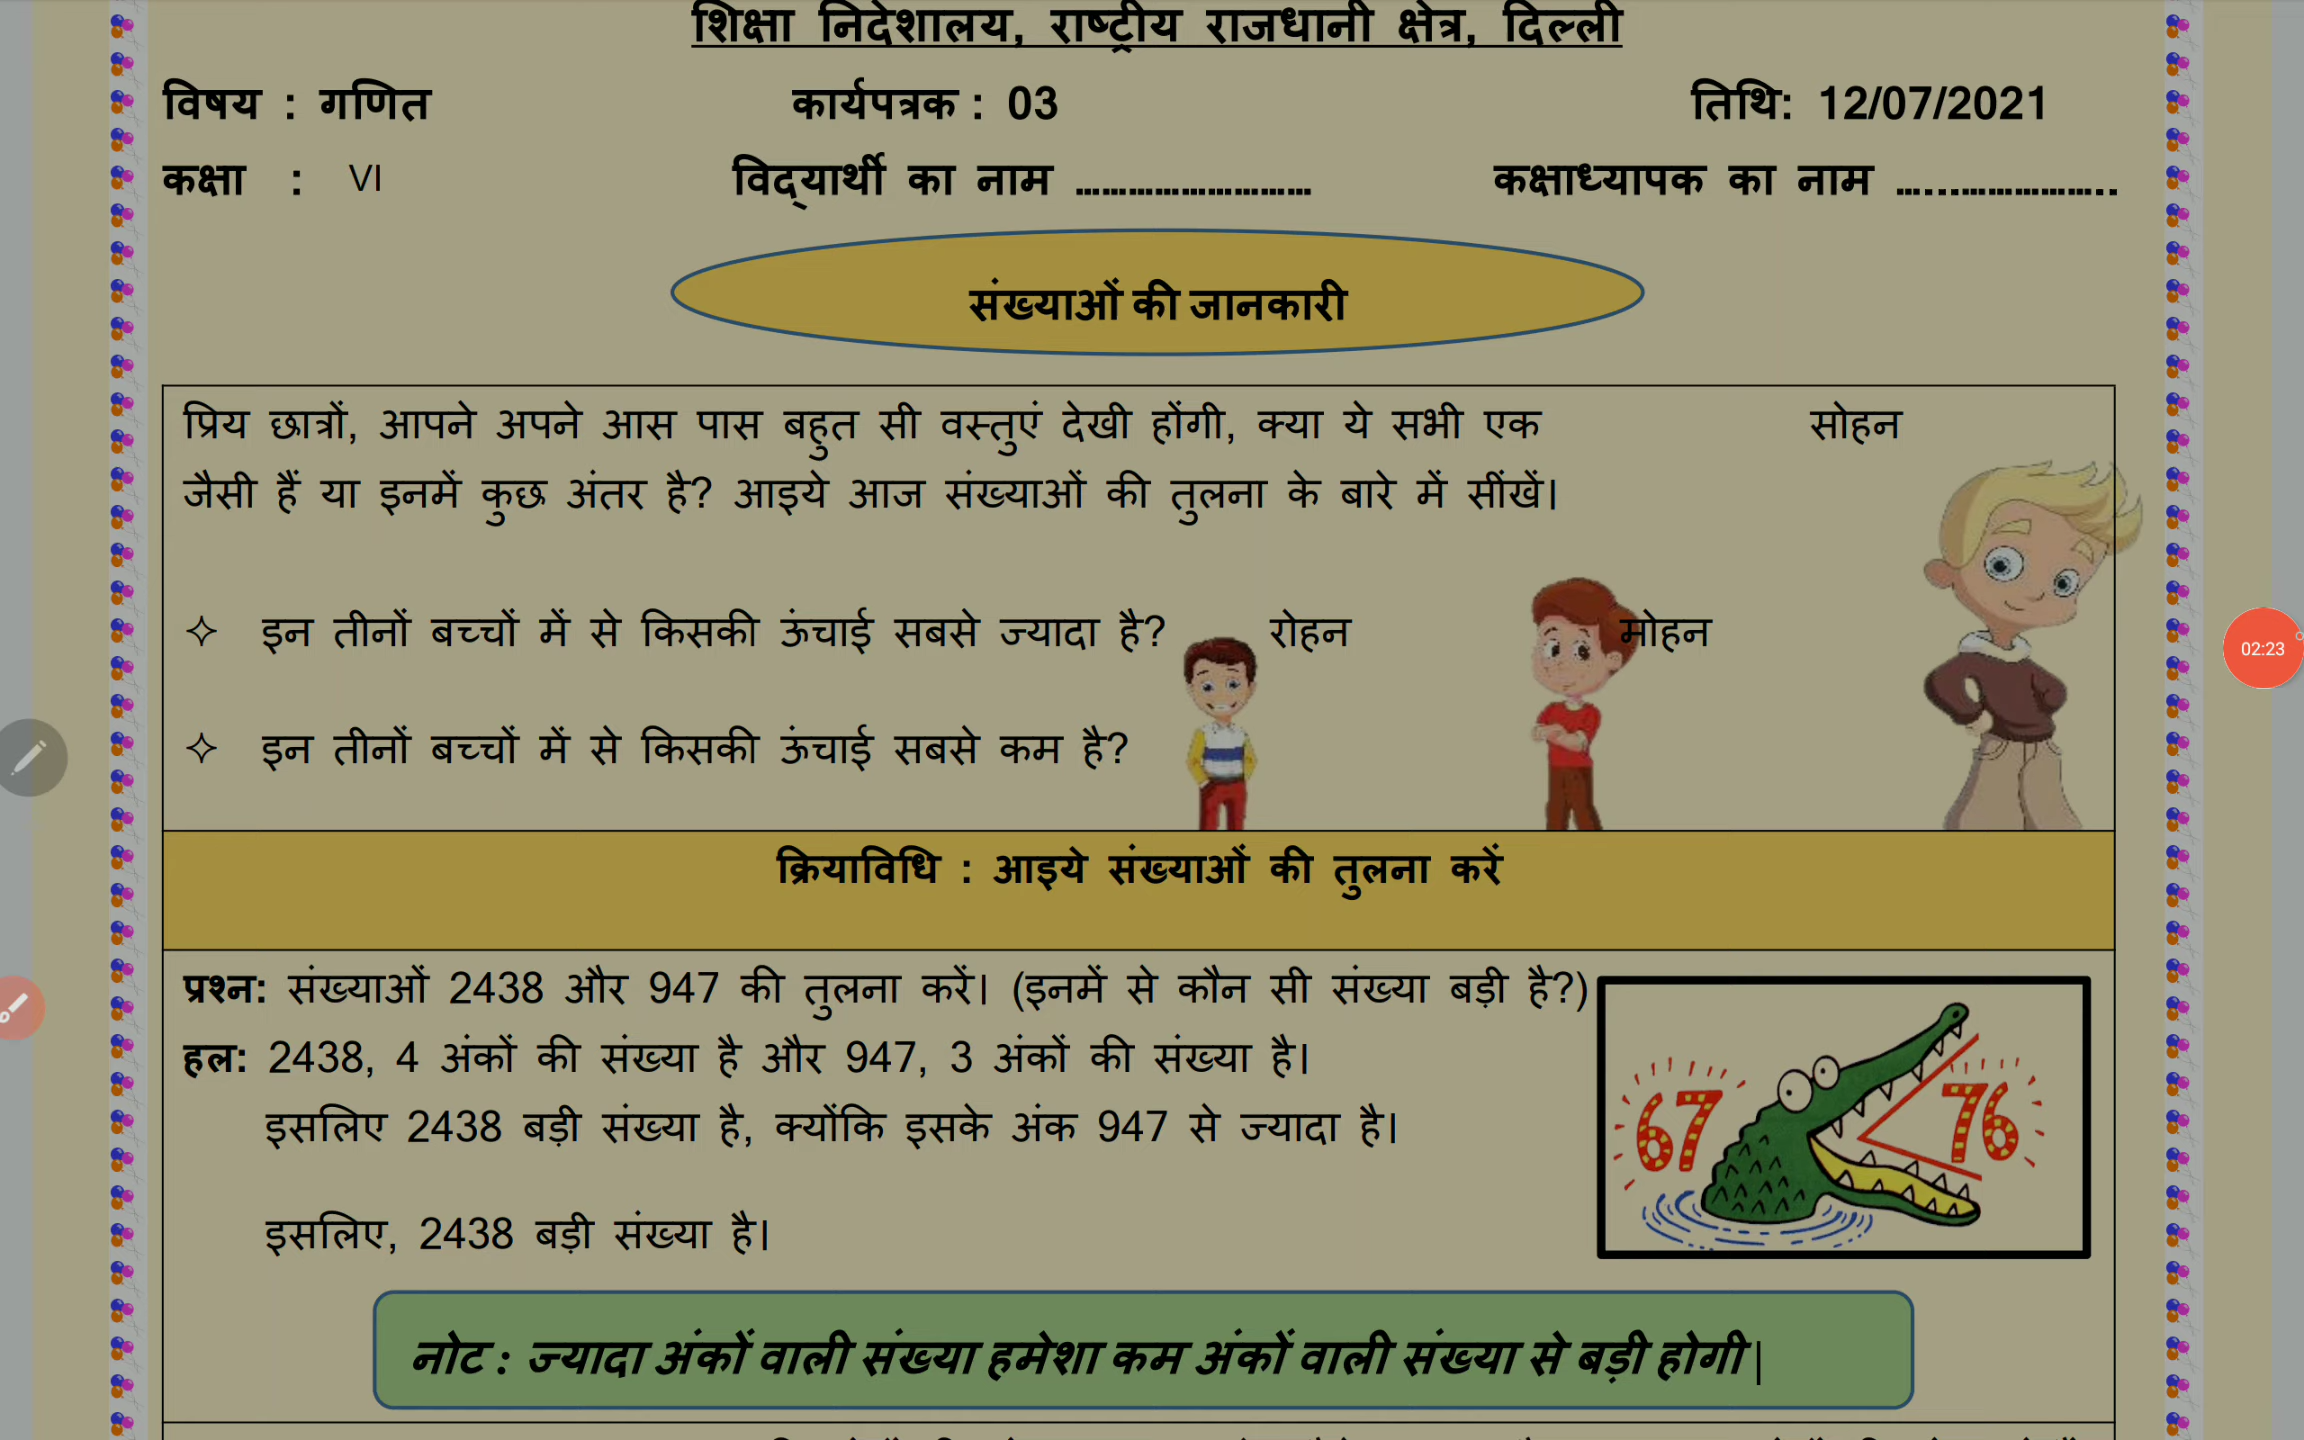 शिक्षा निदेशालय, राष्ट्रीय राजधानी क्षेत्र, दिल्ली
विषय : गणित कार्यपत्रक : 03 तिथि: 12/07/2021
कक्षा : VI विद्यार्थी का नाम ........................ कक्षाध्यापक का नाम ........................
संख्याओं की जानकारी
प्रिय छात्रों, आपने अपने आस पास बहुत सी वस्तुएं देखी होंगी, क्या ये सभी एक
जैसी हैं या इनमें कुछ अंतर है? आइये आज संख्याओं की तुलना के बारे में सींखें।
सोहन
✧ इन तीनों बच्चों में से किसकी ऊंचाई सबसे ज्यादा है? रोहन मोहन
✧ इन तीनों बच्चों में से किसकी ऊंचाई सबसे कम है?
02:23
क्रियाविधि : आइये संख्याओं की तुलना करें
प्रश्न: संख्याओं 2438 और 947 की तुलना करें। (इनमें से कौन सी संख्या बड़ी है?)
हल: 2438, 4 अंकों की संख्या है और 947, 3 अंकों की संख्या है।
इसलिए 2438 बड़ी संख्या है, क्योंकि इसके अंक 947 से ज्यादा है।
इसलिए, 2438 बड़ी संख्या है।
67 76
नोट : ज्यादा अंकों वाली संख्या हमेशा कम अंकों वाली संख्या से बड़ी होगी|